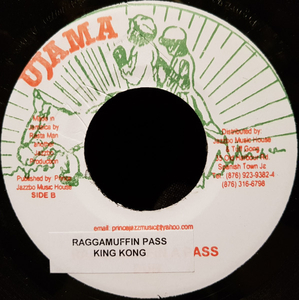 UJAMA
Made in
Jamaica by
Rasta Man
another
Jazzbo
Production
Published by: Prince
Jazzbo Music House
SIDE B
Distributed by
Jazzbo Music House
Spanish Town Ja
Tel: (876) 923-9382-4
(876) 316-6798
email: princejazzmusic@yahoo.com
RAGGAMUFFIN PASS
KING KONG
ASS